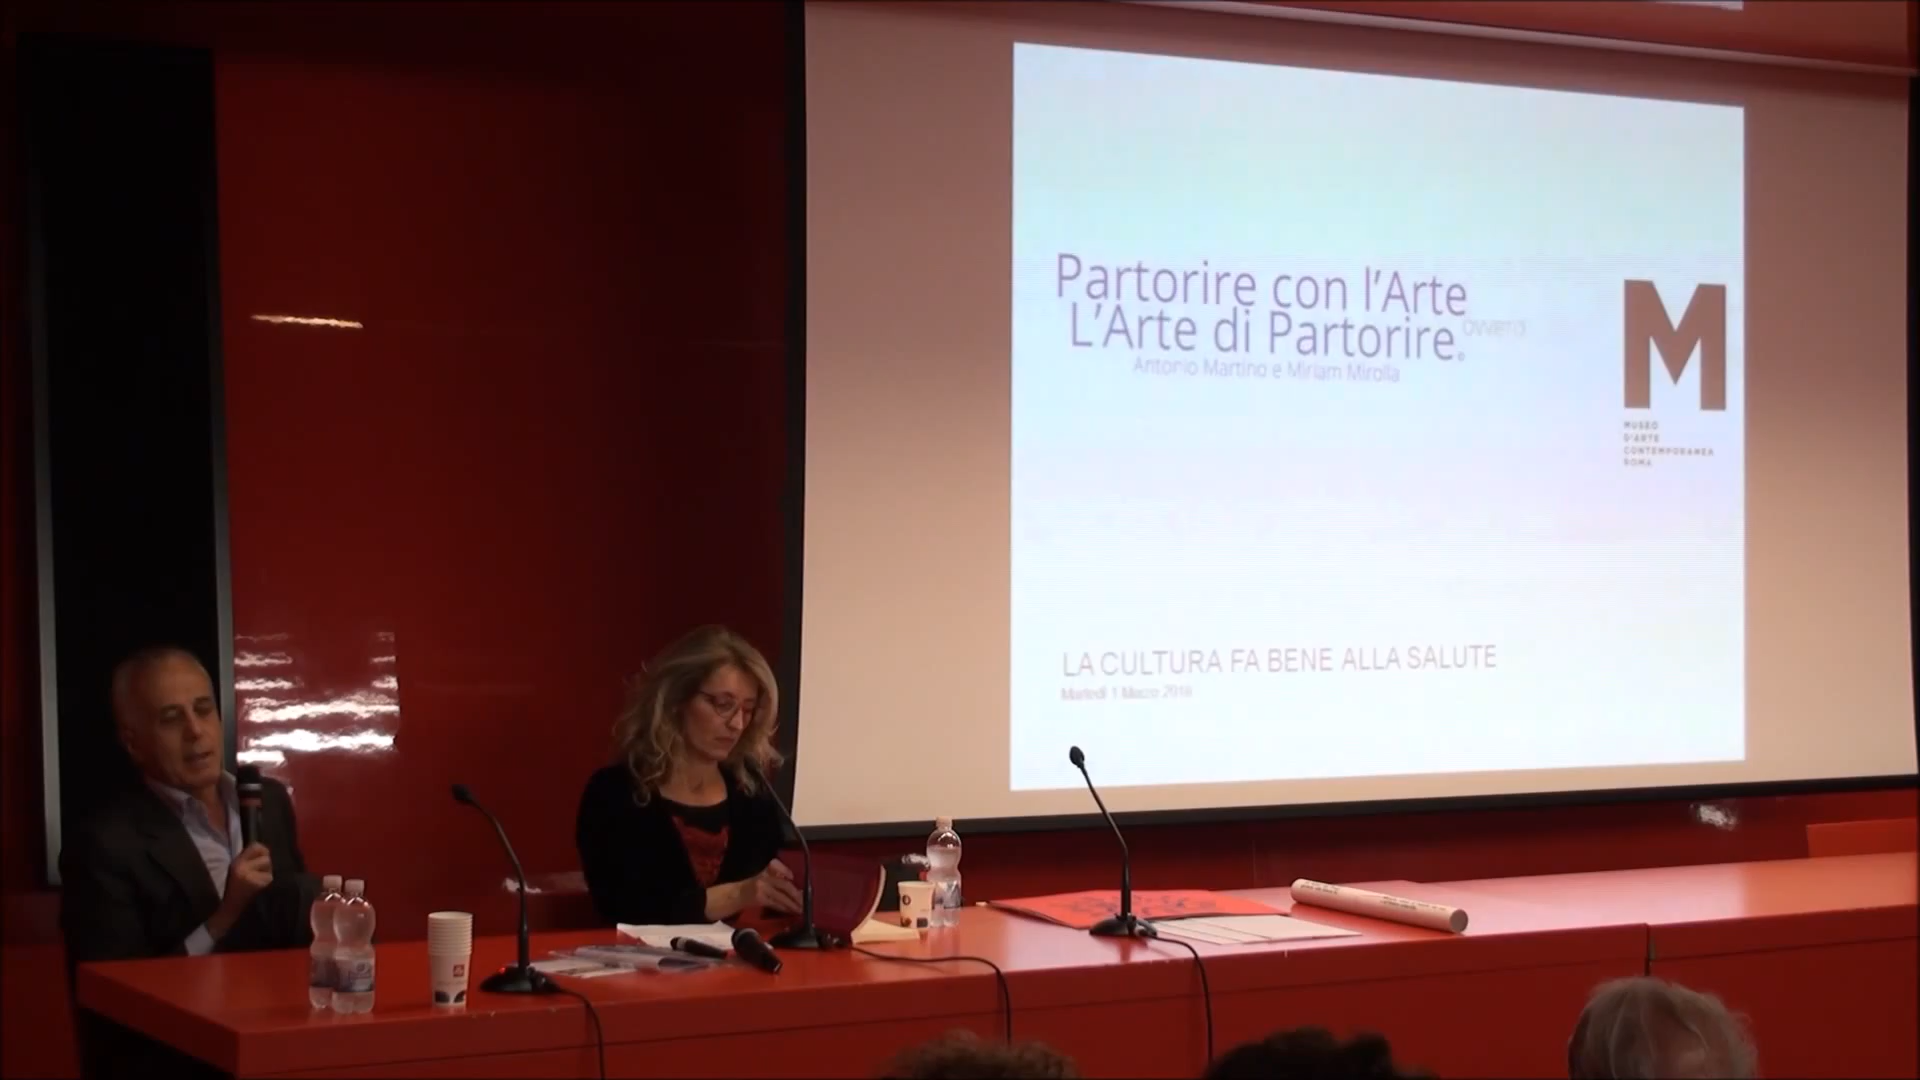 Partorire con l'Arte
ovvero
L'Arte di Partorire.
Antonio Martino e Miriam Mirolla
M
MUSEO
D'ARTE
CONTEMPORANEA
ROMA
LA CULTURA FA BENE ALLA SALUTE
Martedì 1 Marzo 2016